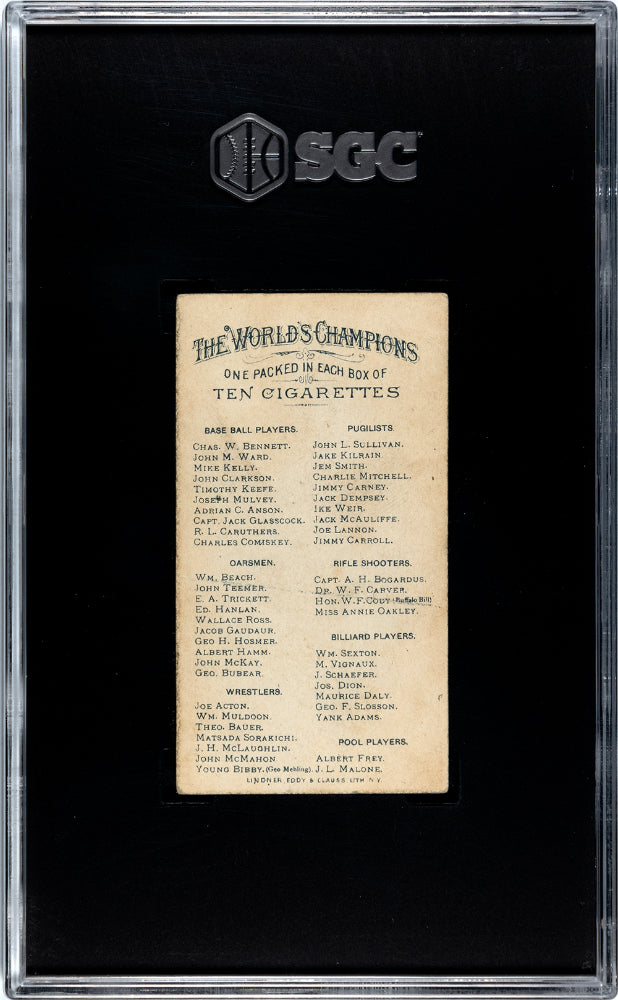 SGC
THE WORLD'S CHAMPIONS
ONE PACKED IN EACH BOX OF
TEN CIGARETTES
BASE BALL PLAYERS.
CHAS. W. BENNETT.
JOHN M. WARD.
MIKE KELLY.
JOHN CLARKSON.
TIMOTHY KEEFE.
JOSEPH MULVEY.
ADRIAN C. ANSON.
CAPT. JACK GLASSCOCK.
R. L. CARUTHERS.
CHARLES COMISKEY.
OARSMEN.
WM. BEACH.
JOHN TEEMER.
E. A. TRICKETT.
ED. HANLAN.
WALLACE ROSS.
JACOB GAUDAUR.
GEO H. HOSMER.
ALBERT HAMM.
JOHN McKAY.
GEO. BUBEAR.
WRESTLERS.
JOE ACTON.
WM. MULDOON.
THEO. BAUER.
MATSADA SORAKICHI.
J. H. McLAUGHLIN.
JOHN McMAHON
YOUNG BIBBY. (Geo Mehling).
PUGILISTS.
JOHN L. SULLIVAN.
JAKE KILRAIN.
JEM SMITH.
CHARLIE MITCHELL.
JIMMY CARNEY.
JACK DEMPSEY.
IKE WEIR.
JACK McAULIFFE.
JOE LANNON.
JIMMY CARROLL.
RIFLE SHOOTERS.
CAPT. A. H. BOGARDUS.
DR. W. F. CARVER.
HON. W. F. CODY (Buffalo Bill)
MISS ANNIE OAKLEY.
BILLIARD PLAYERS.
WM. SEXTON.
M. VIGNAUX.
J. SCHAEFER.
JOS. DION.
MAURICE DALY.
GEO. F. SLOSSON.
YANK ADAMS.
POOL PLAYERS.
ALBERT FREY.
J. L. MALONE.
LINDNER, EDDY & CLAUSS LITH N.Y.